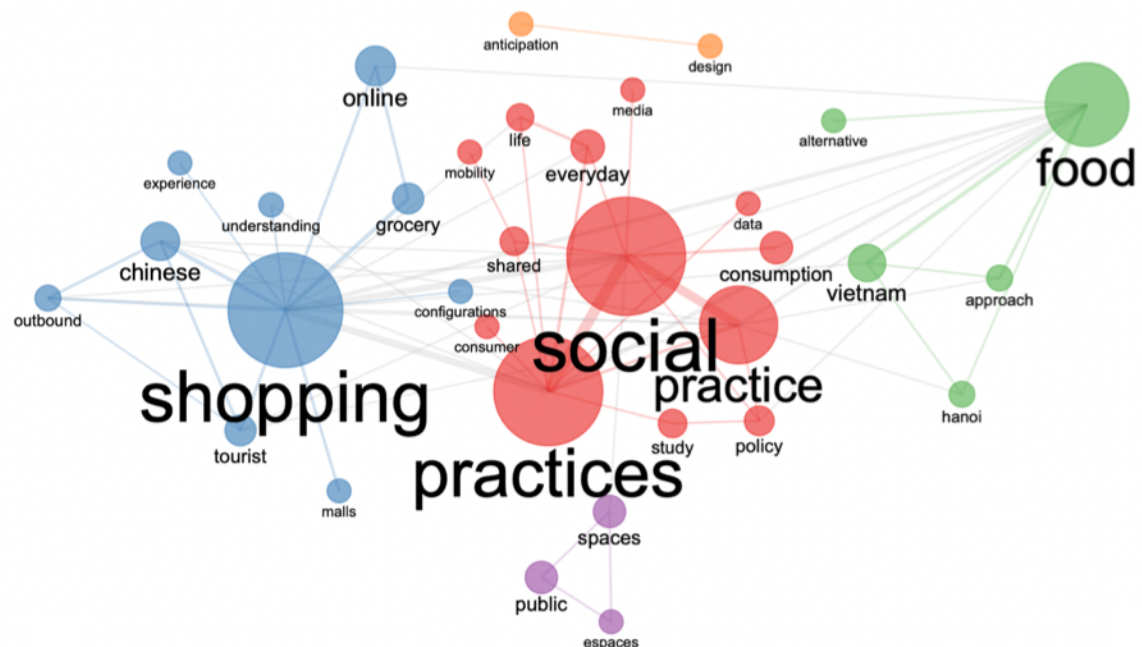 anticipation
design
online
media
life
alternative
mobility
everyday
food
experience
understanding
grocery
data
chinese
shared
consumption
vietnam
approach
outbound
configurations
consumer
social
practice
shopping
hanoi
tourist
study
policy
practices
malls
spaces
public
espaces